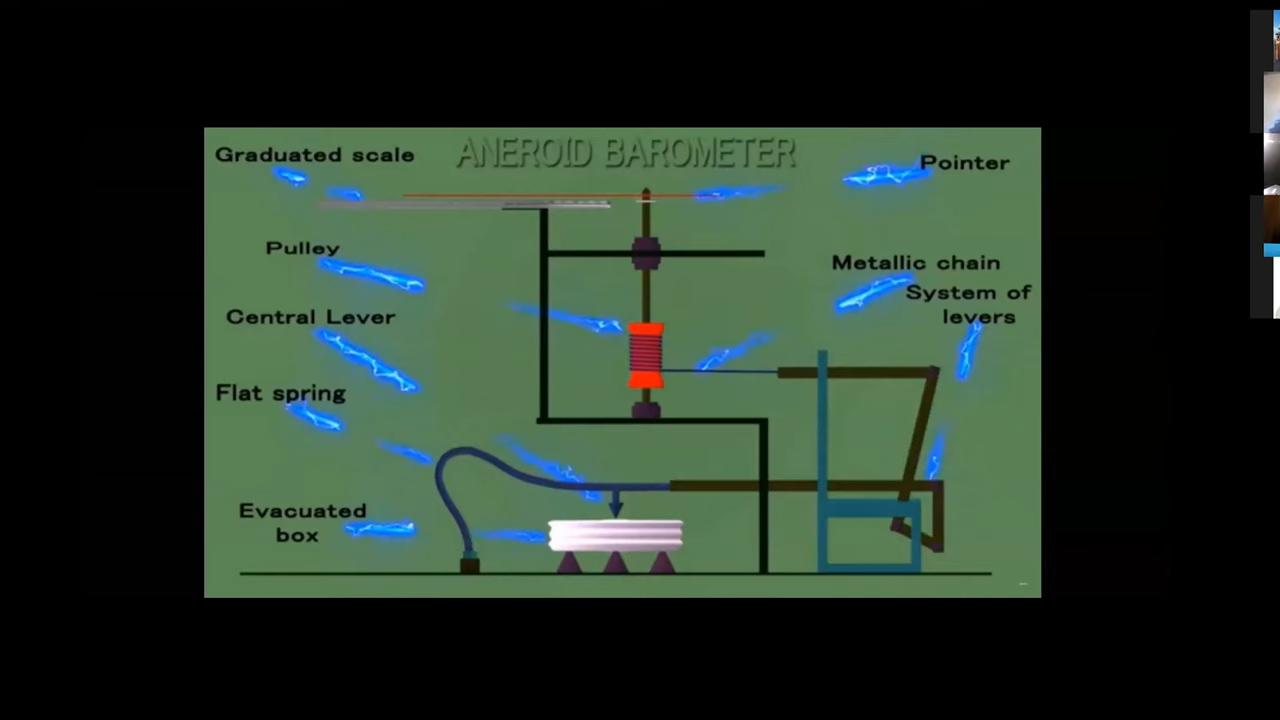 ANEROID BAROMETER
Graduated scale
Pointer
Pulley
Metallic chain
System of
levers
Central Lever
Flat spring
Evacuated
box